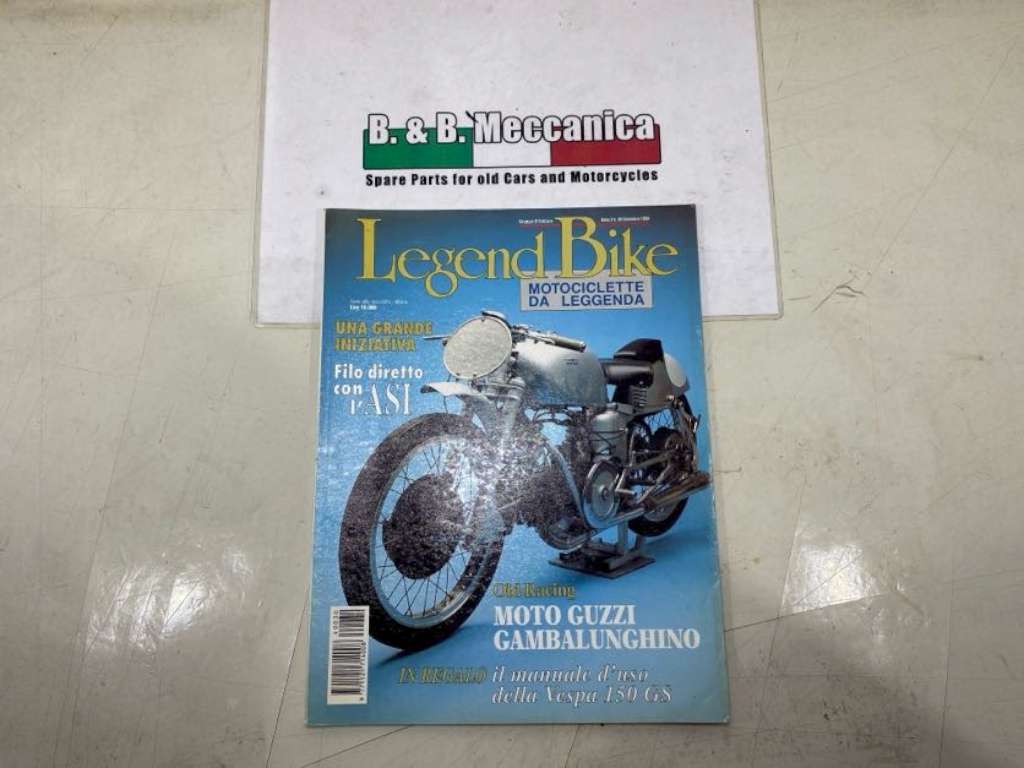 B. & B. Meccanica
Spare Parts for old Cars and Motorcycles
Legend Bike
MOTOCICLETTE
DA LEGGENDA
UNA GRANDE
INIZIATIVA
Filo diretto
con
l'ASI
Old Racing
MOTO GUZZI
GAMBALUNGHINO
IN REGALO il manuale d'uso
della Vespa 150 GS